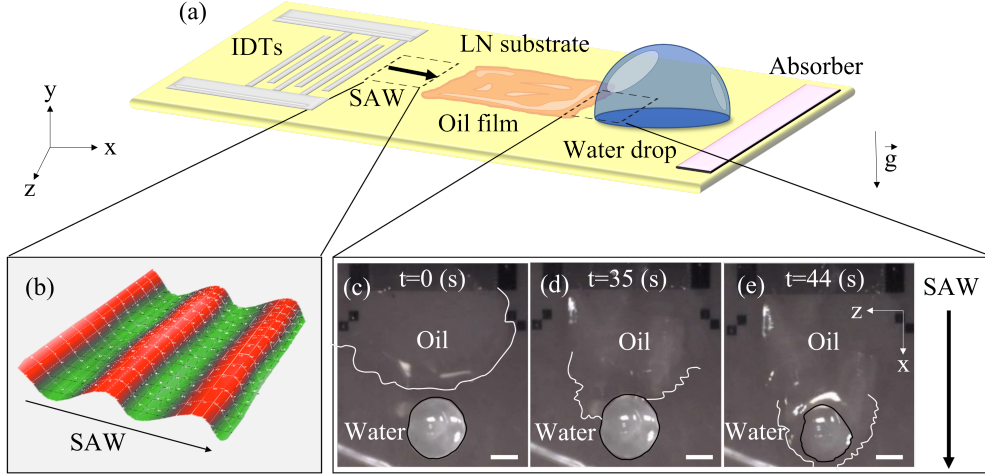 (a)
IDTs
LN substrate
Absorber
SAW
Oil film
Water drop
y
x
z
g
(b)
SAW
(c)
t=0 (s)
Oil
Water
(d)
t=35 (s)
Oil
Water
(e)
t=44 (s)
z
x
Oil
Water
SAW